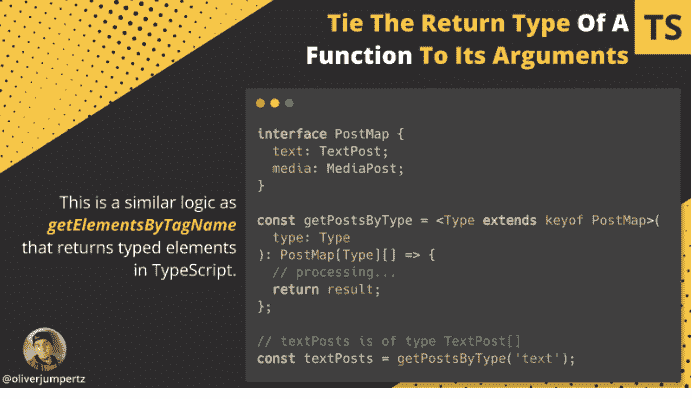 Tie The Return Type Of A
Function To Its Arguments
TS
This is a similar logic as
getElementsByTagName
that returns typed elements
in TypeScript.
interface PostMap {
  text: TextPost;
  media: MediaPost;
}
const getPostsByType = <Type extends keyof PostMap>(
  type: Type
): PostMap[Type][] => {
  // processing...
  return result;
};
// textPosts is of type TextPost[]
const textPosts = getPostsByType('text');
@oliverjumpertz